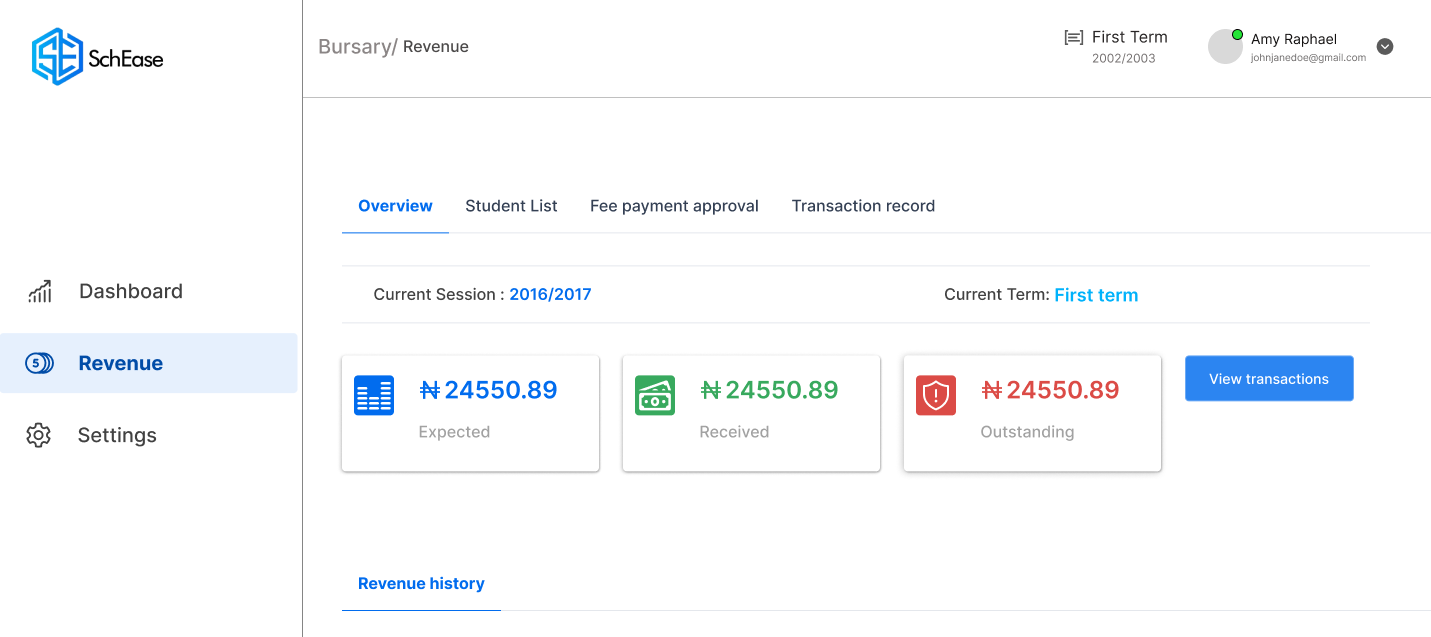 SchEase
Bursary/ Revenue
First Term
2002/2003
Amy Raphael
johnjanedoe@gmail.com
Overview Student List Fee payment approval Transaction record
Current Session : 2016/2017 Current Term: First term
Dashboard
Revenue
Settings
₦ 24550.89
Expected
₦ 24550.89
Received
₦ 24550.89
Outstanding
View transactions
Revenue history